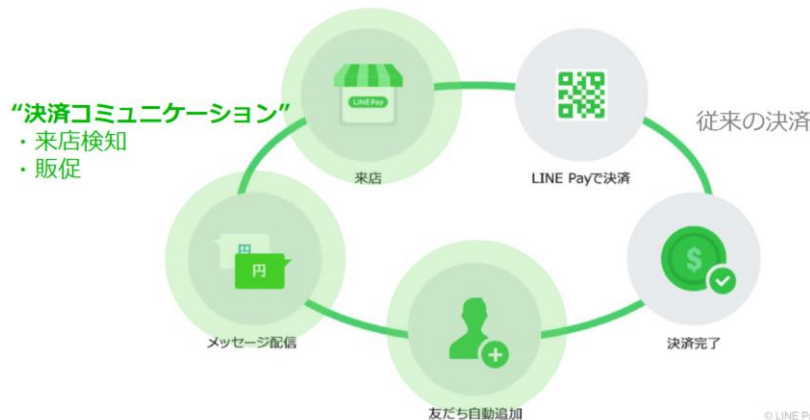 “決済コミュニケーション”
・来店検知
・販促
LINE Pay
来店
LINE Payで決済
従来の決済
円
円
$
メッセージ配信
友だち自動追加
決済完了
© LINE